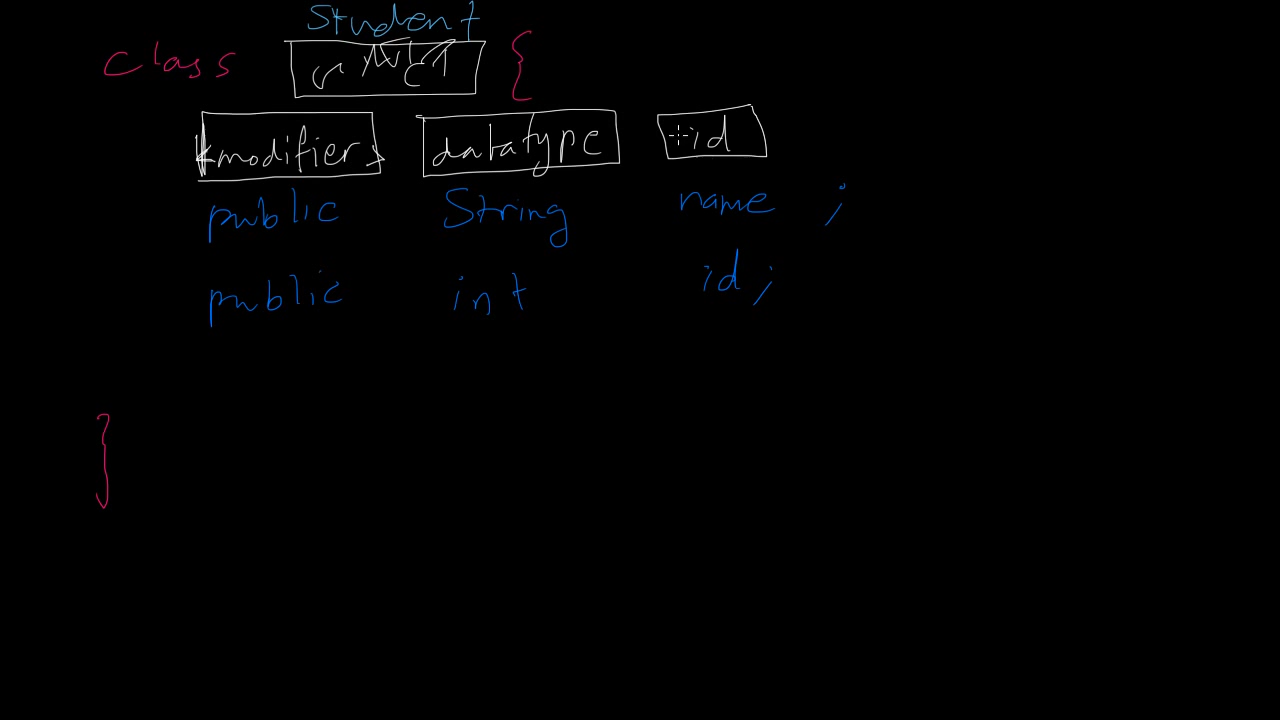 Student
class {
<modifier> datatype id
public String name ;
public int id ;
}